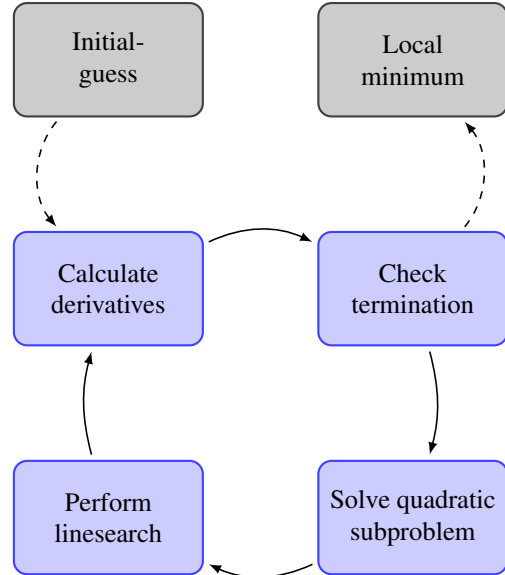 Initial-
guess
Local
minimum
Calculate
derivatives
Check
termination
Perform
linesearch
Solve quadratic
subproblem